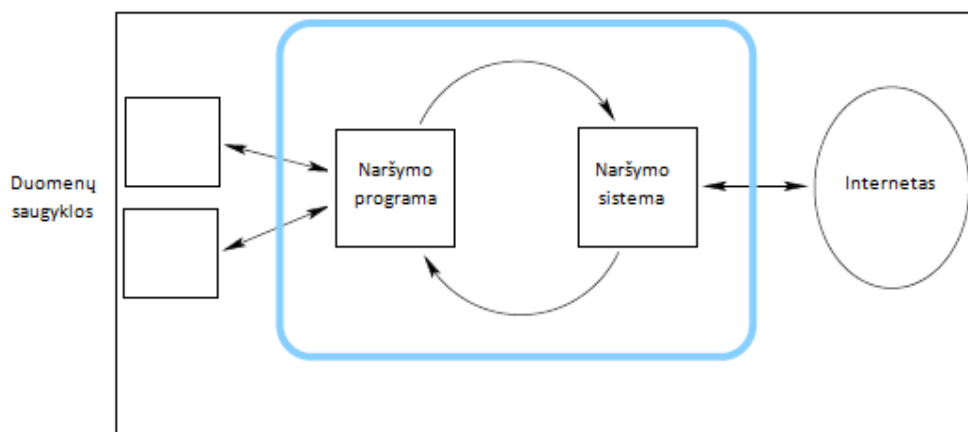 Duomenų
saugyklos
Naršymo
programa
Naršymo
sistema
Internetas